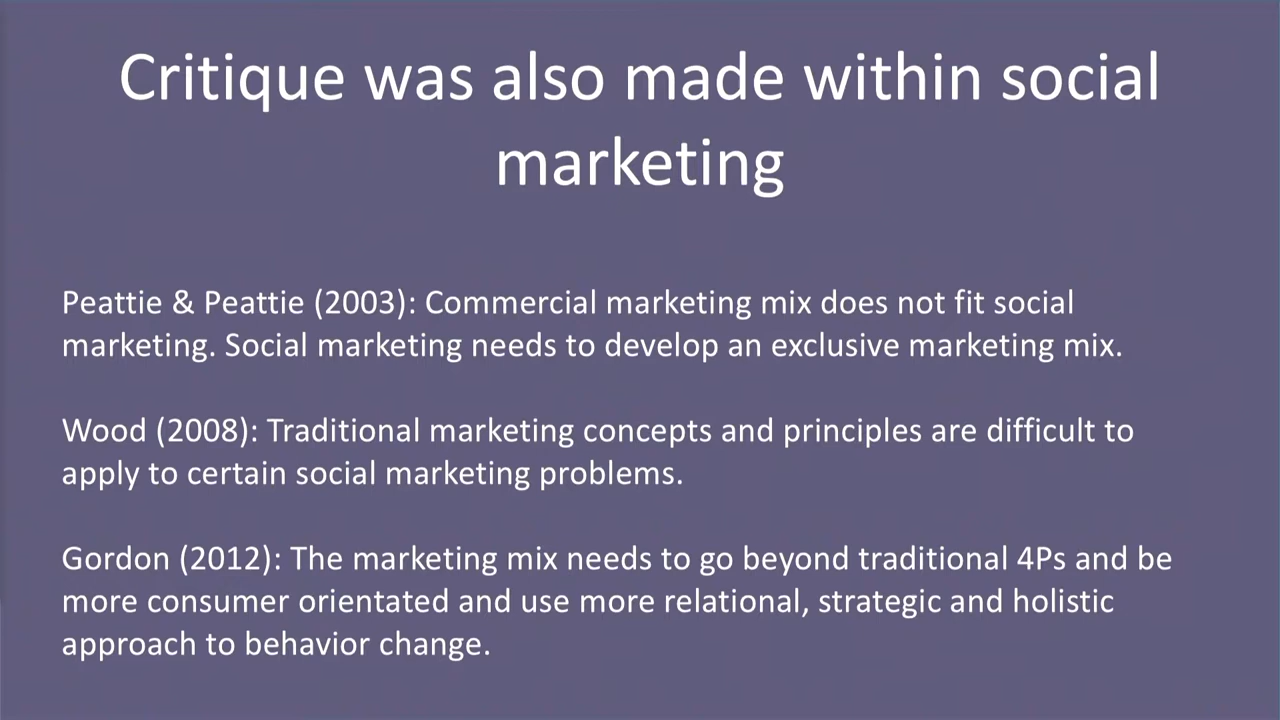 Critique was also made within social
marketing
Peattie & Peattie (2003): Commercial marketing mix does not fit social
marketing. Social marketing needs to develop an exclusive marketing mix.
Wood (2008): Traditional marketing concepts and principles are difficult to
apply to certain social marketing problems.
Gordon (2012): The marketing mix needs to go beyond traditional 4Ps and be
more consumer orientated and use more relational, strategic and holistic
approach to behavior change.